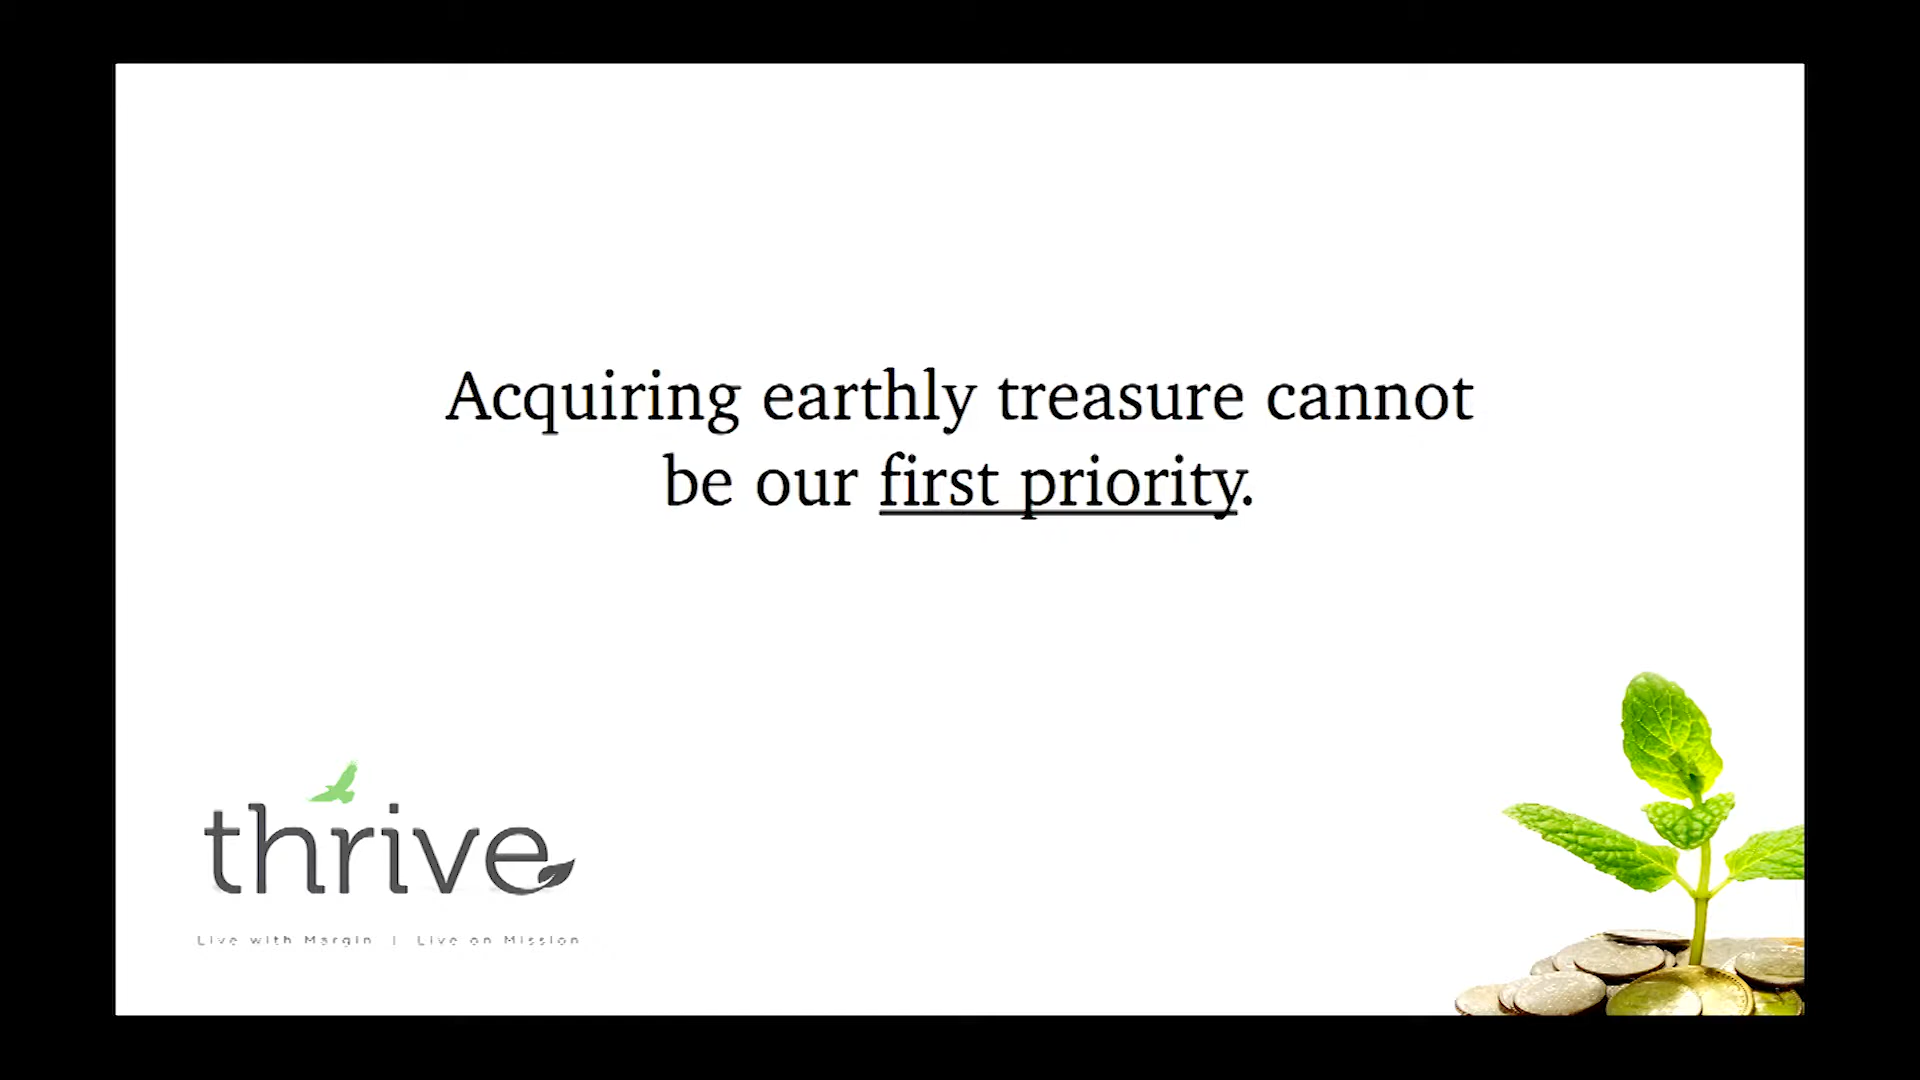 Acquiring earthly treasure cannot
be our first priority.
thrive
Live with Margin | Live on Mission